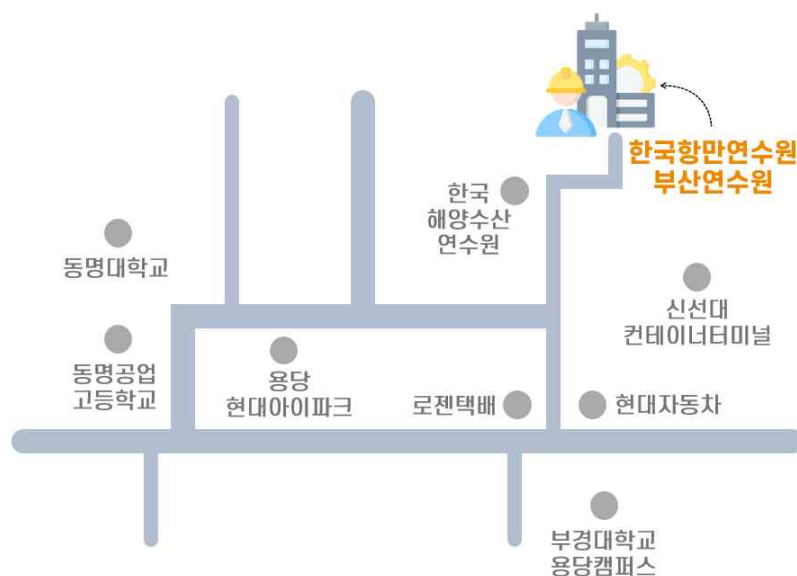 한국항만연수원
부산연수원
한국
해양수산
연수원
동명대학교
신선대
컨테이너터미널
동명공업
고등학교
용당
현대아이파크
로젠택배
현대자동차
부경대학교
용당캠퍼스